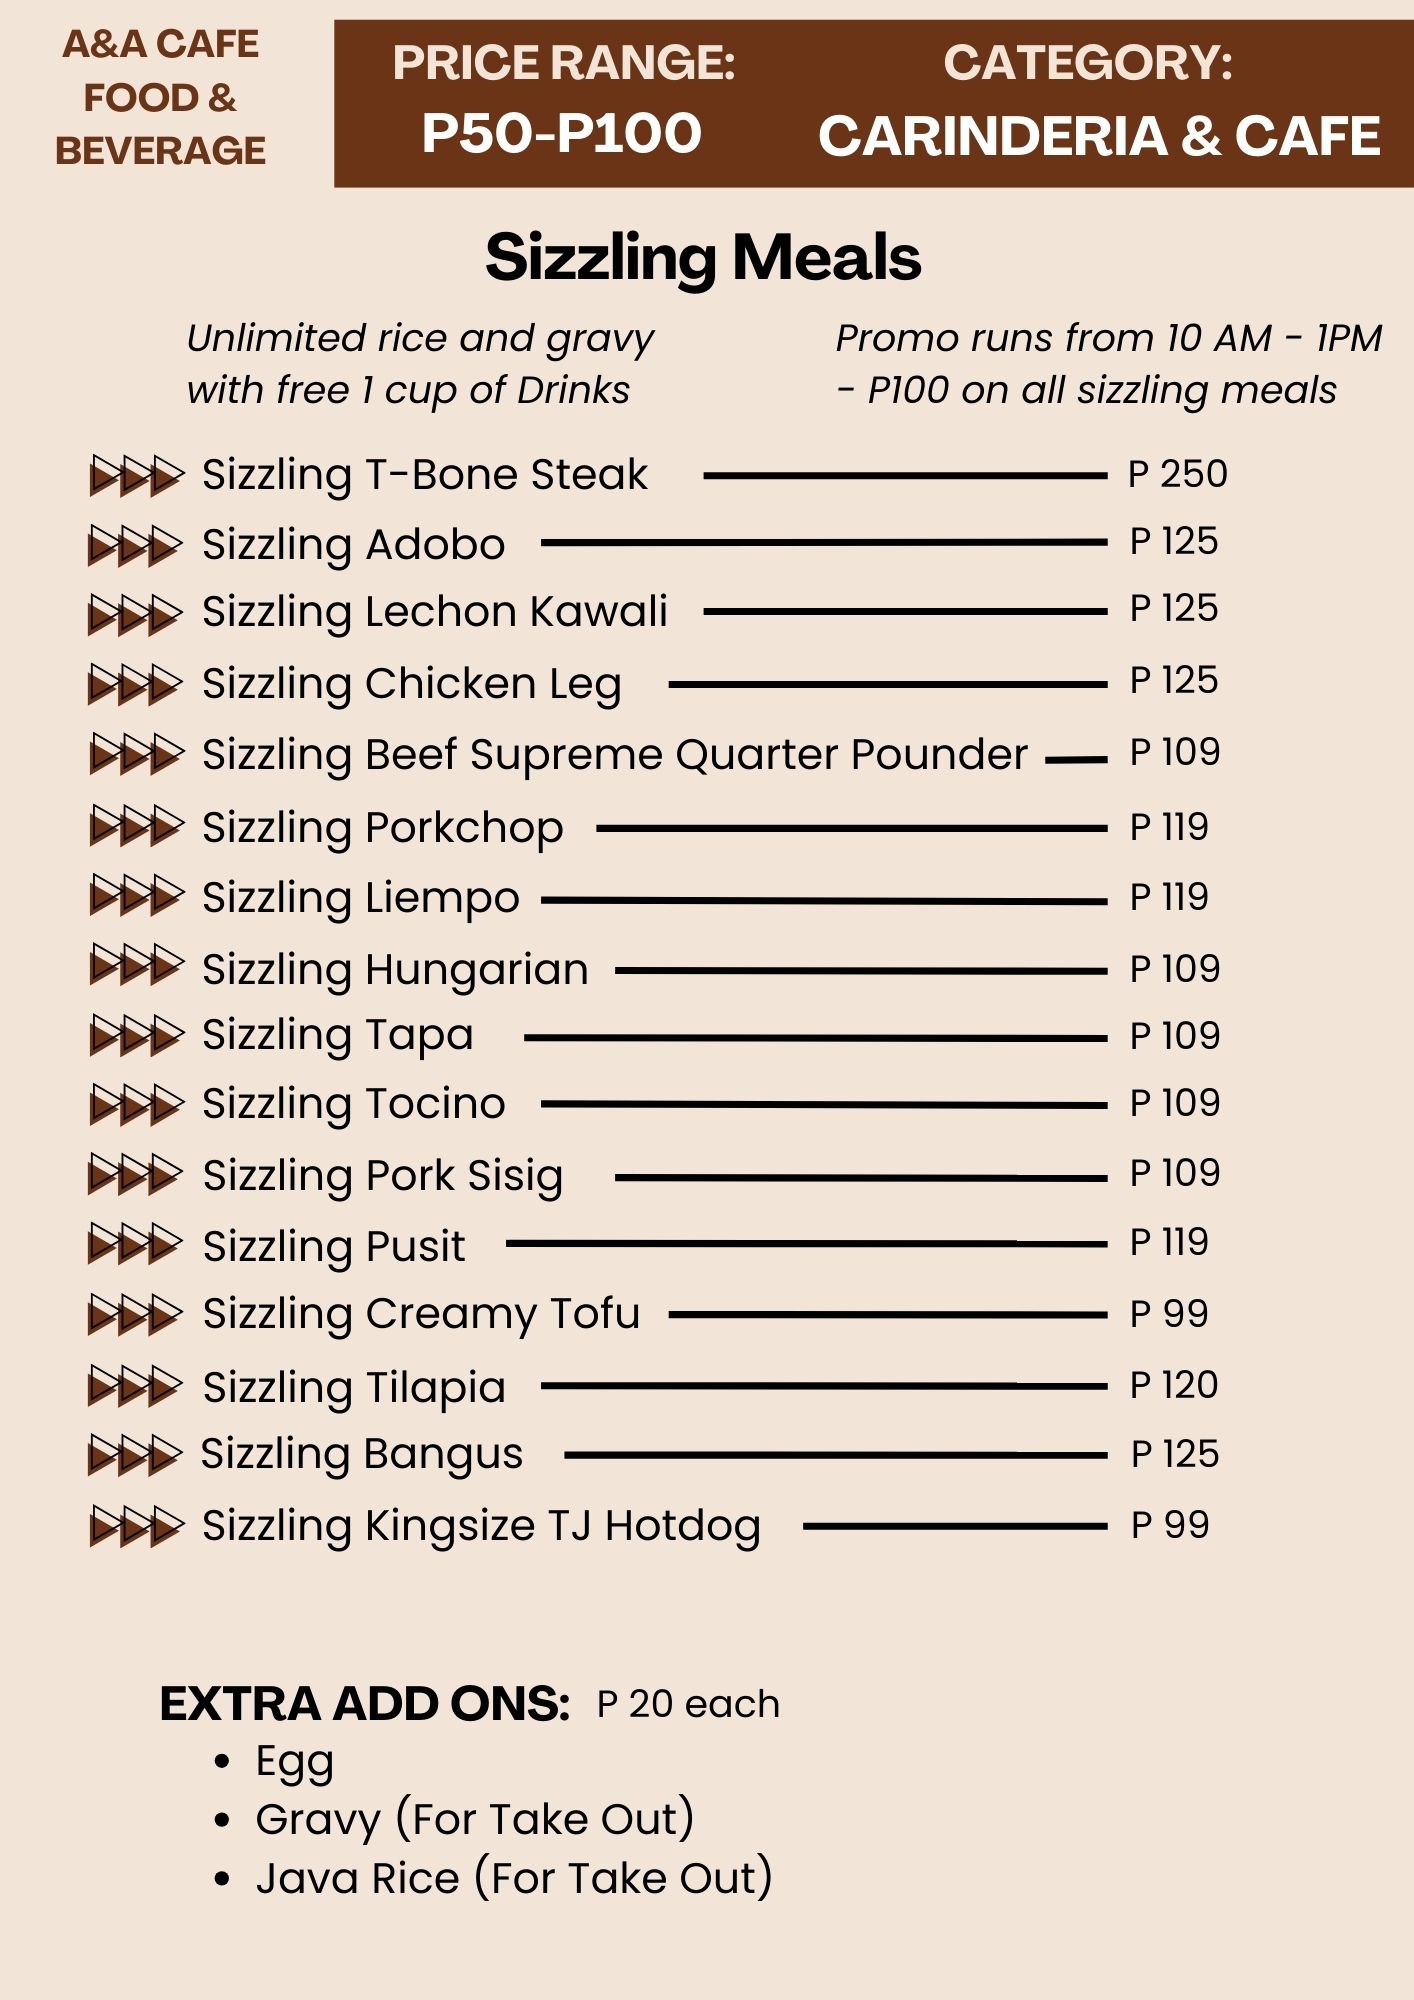 A&A CAFE
FOOD &
BEVERAGE
PRICE RANGE:
P50-P100
CATEGORY:
CARINDERIA & CAFE
Sizzling Meals
Unlimited rice and gravy
with free 1 cup of Drinks
Promo runs from 10 AM - 1PM
- P100 on all sizzling meals
Sizzling T-Bone Steak P 250
Sizzling Adobo P 125
Sizzling Lechon Kawali P 125
Sizzling Chicken Leg P 125
Sizzling Beef Supreme Quarter Pounder P 109
Sizzling Porkchop P 119
Sizzling Liempo P 119
Sizzling Hungarian P 109
Sizzling Tapa P 109
Sizzling Tocino P 109
Sizzling Pork Sisig P 109
Sizzling Pusit P 119
Sizzling Creamy Tofu P 99
Sizzling Tilapia P 120
Sizzling Bangus P 125
Sizzling Kingsize TJ Hotdog P 99
EXTRA ADD ONS: P 20 each
• Egg
• Gravy (For Take Out)
• Java Rice (For Take Out)